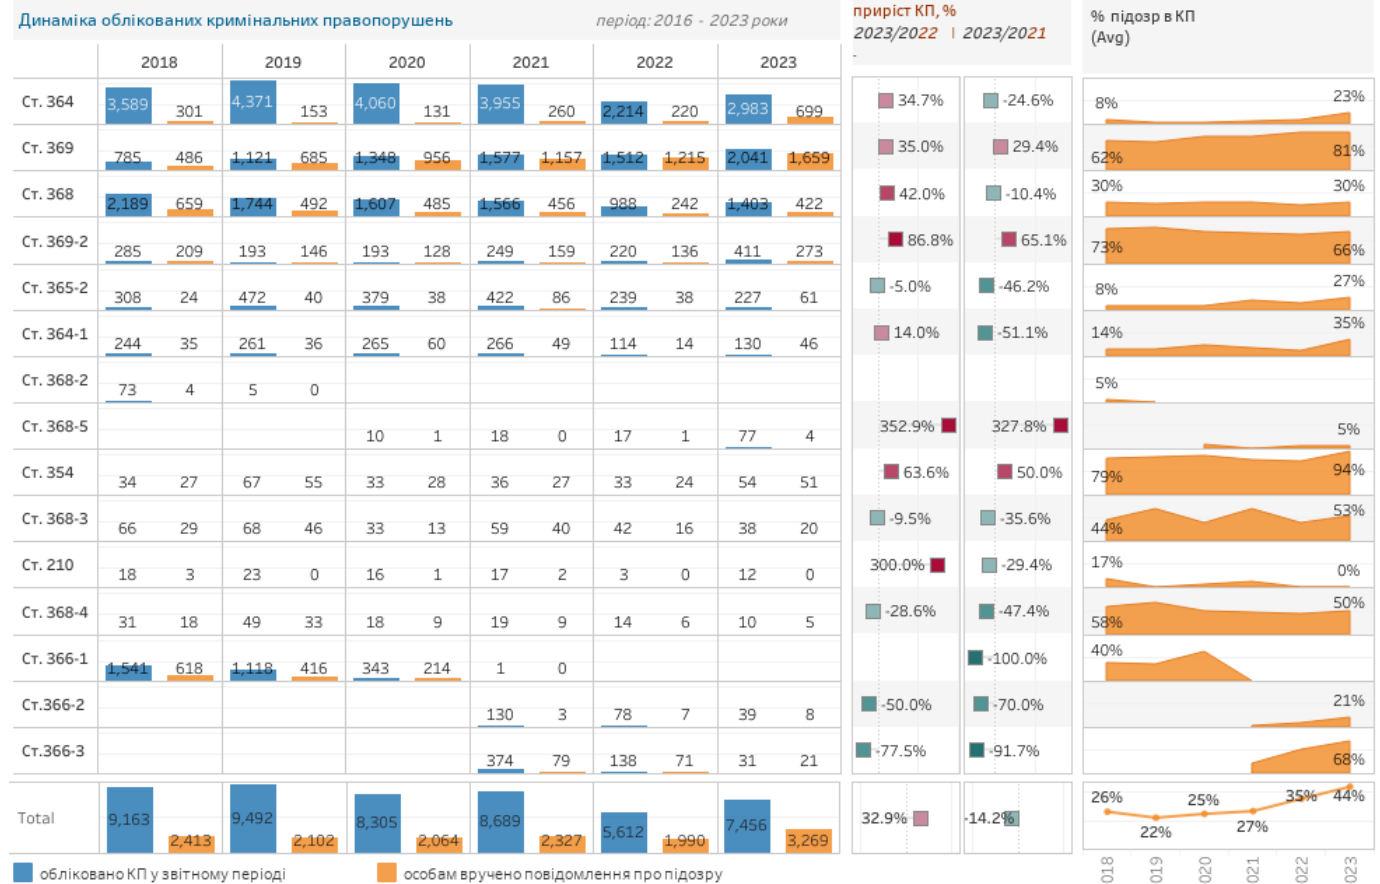 Динаміка облікованих кримінальних правопорушень період: 2016 - 2023 роки
приріст КП, %
2023/2022 | 2023/2021
-
% підозр в КП
(Avg)
2018 2019 2020 2021 2022 2023
Ст. 364 3,589 301 4,371 153 4,060 131 3,955 260 2,214 220 2,983 699 34.7% -24.6% 8% 23%
Ст. 369 785 486 1,121 685 1,348 956 1,577 1,157 1,512 1,215 2,041 1,659 35.0% 29.4% 62% 81%
Ст. 368 2,189 659 1,744 492 1,607 485 1,566 456 988 242 1,403 422 42.0% -10.4% 30% 30%
Ст. 369-2 285 209 193 146 193 128 249 159 220 136 411 273 86.8% 65.1% 73% 66%
Ст. 365-2 308 24 472 40 379 38 422 86 239 38 227 61 -5.0% -46.2% 8% 27%
Ст. 364-1 244 35 261 36 265 60 266 49 114 14 130 46 14.0% -51.1% 14% 35%
Ст. 368-2 73 4 5 0 5%
Ст. 368-5 10 1 18 0 17 1 77 4 352.9% 327.8% 5%
Ст. 354 34 27 67 55 33 28 36 27 33 24 54 51 63.6% 50.0% 79% 94%
Ст. 368-3 66 29 68 46 33 13 59 40 42 16 38 20 -9.5% -35.6% 44% 53%
Ст. 210 18 3 23 0 16 1 17 2 3 0 12 0 300.0% -29.4% 17% 0%
Ст. 368-4 31 18 49 33 18 9 19 9 14 6 10 5 -28.6% -47.4% 58% 50%
Ст. 366-1 1,541 618 1,118 416 343 214 1 0 -100.0% 40%
Ст.366-2 130 3 78 7 39 8 -50.0% -70.0% 21%
Ст.366-3 374 79 138 71 31 21 -77.5% -91.7% 68%
Total 9,163 2,413 9,492 2,102 8,305 2,064 8,689 2,327 5,612 1,990 7,456 3,269 32.9% -14.2% 26% 22% 25% 27% 35% 44%
018 019 020 021 022 023
обліковано КП у звітному періоді особам вручено повідомлення про підозру